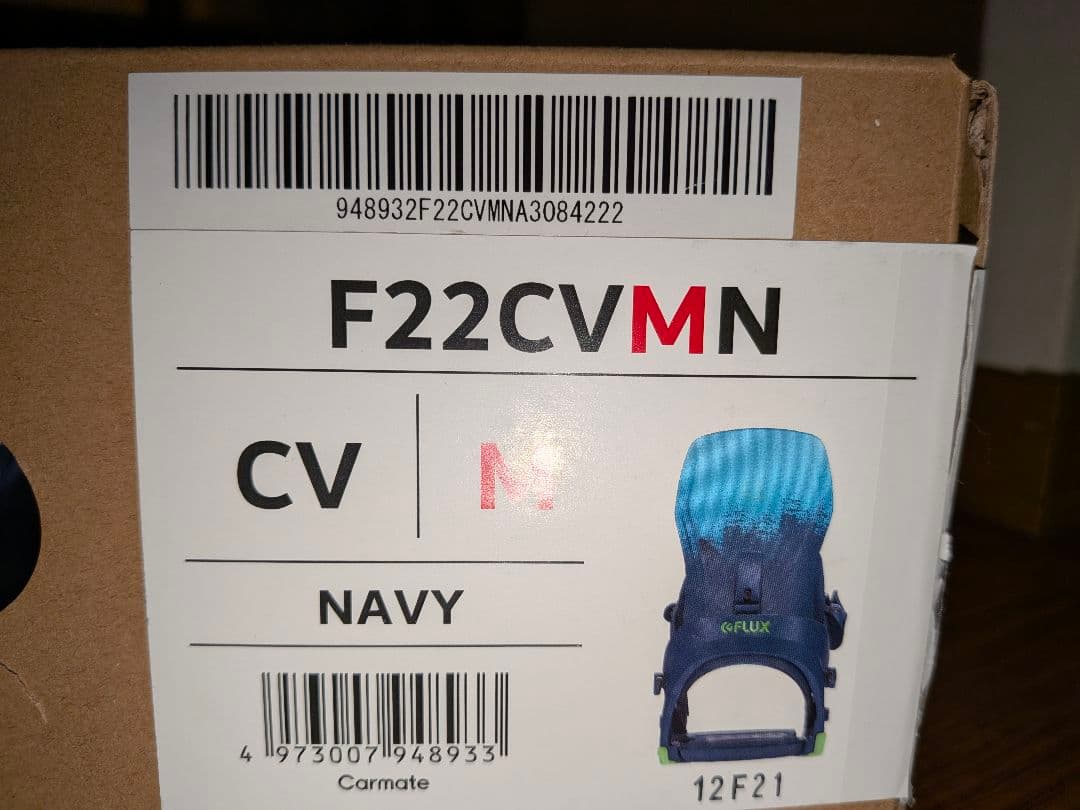 948932F22CVMNA3084222
F22CVMN
CV M
NAVY
FLUX
4 973007 948933
Carmate
12F21